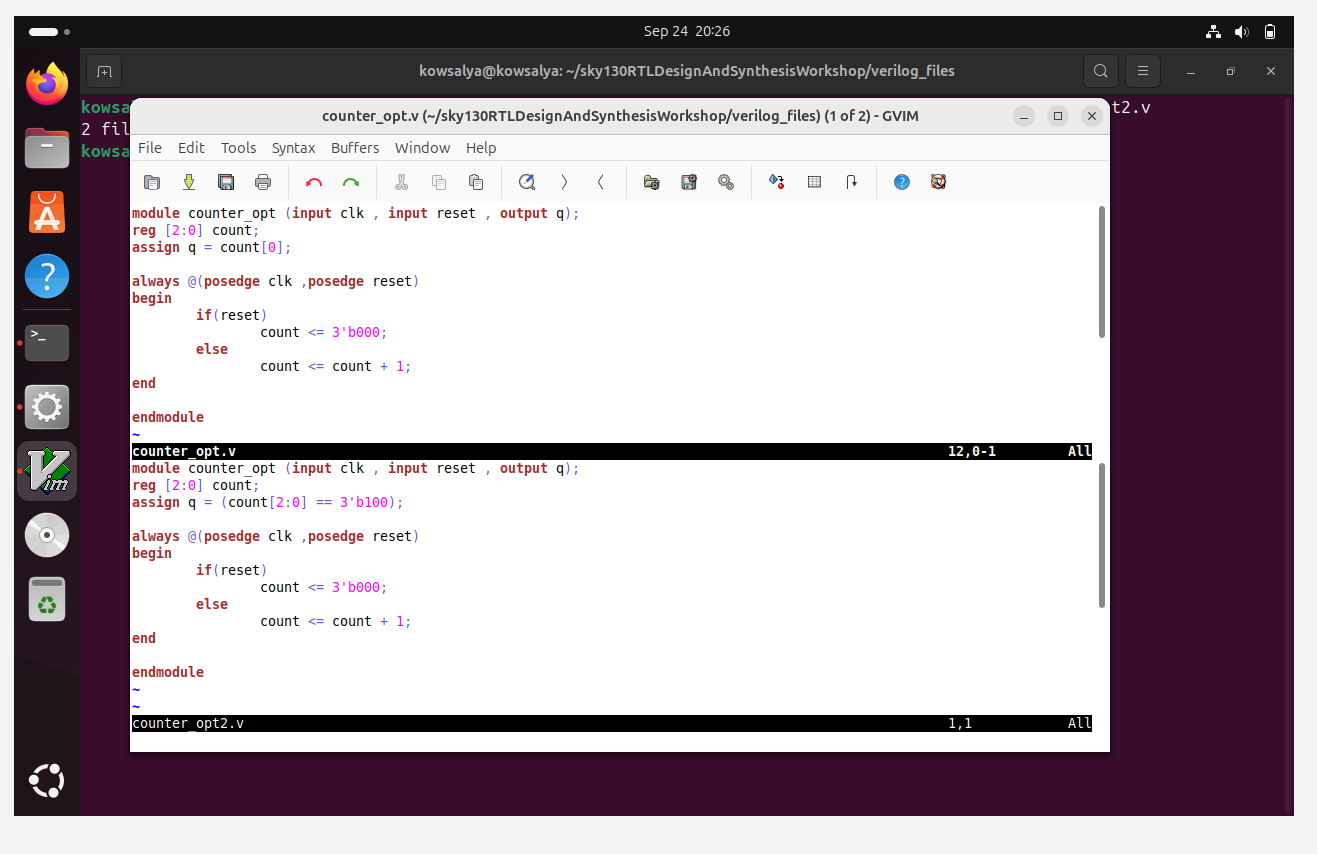 Sep 24 20:26
kowsalya@kowsalya: ~/sky130RTLDesignAndSynthesisWorkshop/verilog_files
kowsa
t2.v
2 fil
kowsa
counter_opt.v (~/sky130RTLDesignAndSynthesisWorkshop/verilog_files) (1 of 2) - GVIM
File Edit Tools Syntax Buffers Window Help
module counter_opt (input clk , input reset , output q);
reg [2:0] count;
assign q = count[0];
always @(posedge clk ,posedge reset)
begin
if(reset)
count <= 3'b000;
else
count <= count + 1;
end
endmodule
~
counter_opt.v 12,0-1 All
module counter_opt (input clk , input reset , output q);
reg [2:0] count;
assign q = (count[2:0] == 3'b100);
always @(posedge clk ,posedge reset)
begin
if(reset)
count <= 3'b000;
else
count <= count + 1;
end
endmodule
~
~
counter_opt2.v 1,1 All